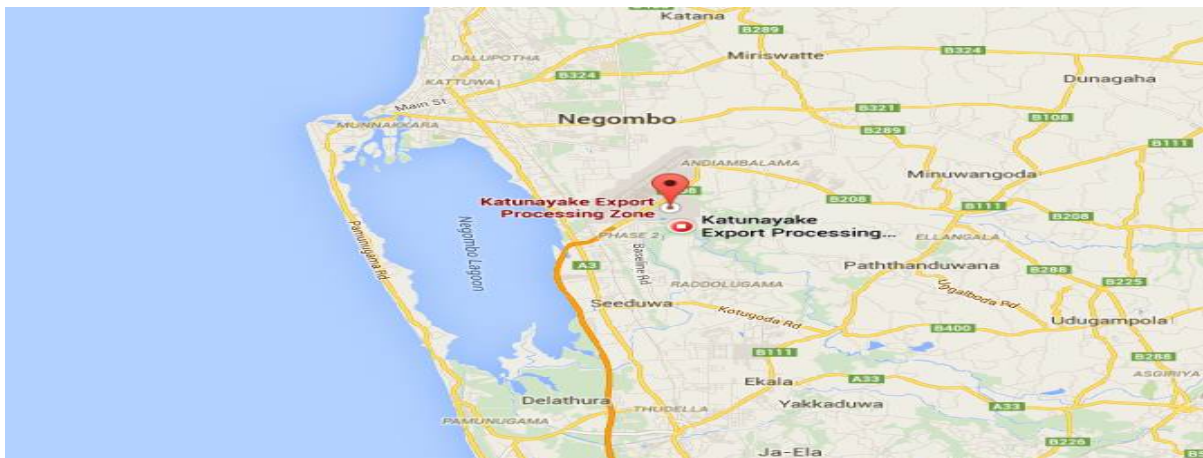 Katana
B289
B324
Miriswatte
DALUPOTHA
B324
Dunagaha
KATTUWA
Main St
B321
Negombo
B108
MUNNAKKARA
B289
B111
ANDIAMBALAMA
Minuwangoda
Katunayake Export
Processing Zone
B208
B111
B208
Katunayake
Export Processing...
PHASE 2
ELLANGALA
Pamunugama Rd
Negombo Lagoon
Baseline Rd
A3
Paththanduwana
B288
RADDOLUGAMA
Uggalboda Rd
B225
Seeduwa
Kotugoda Rd
B400
Udugampola
B111
B288
Ekala
A33
ASGIRIYA
Delathura
THUDELLA
Yakkaduwa
A33
PAMUNUGAMA
B226
Ja-Ela